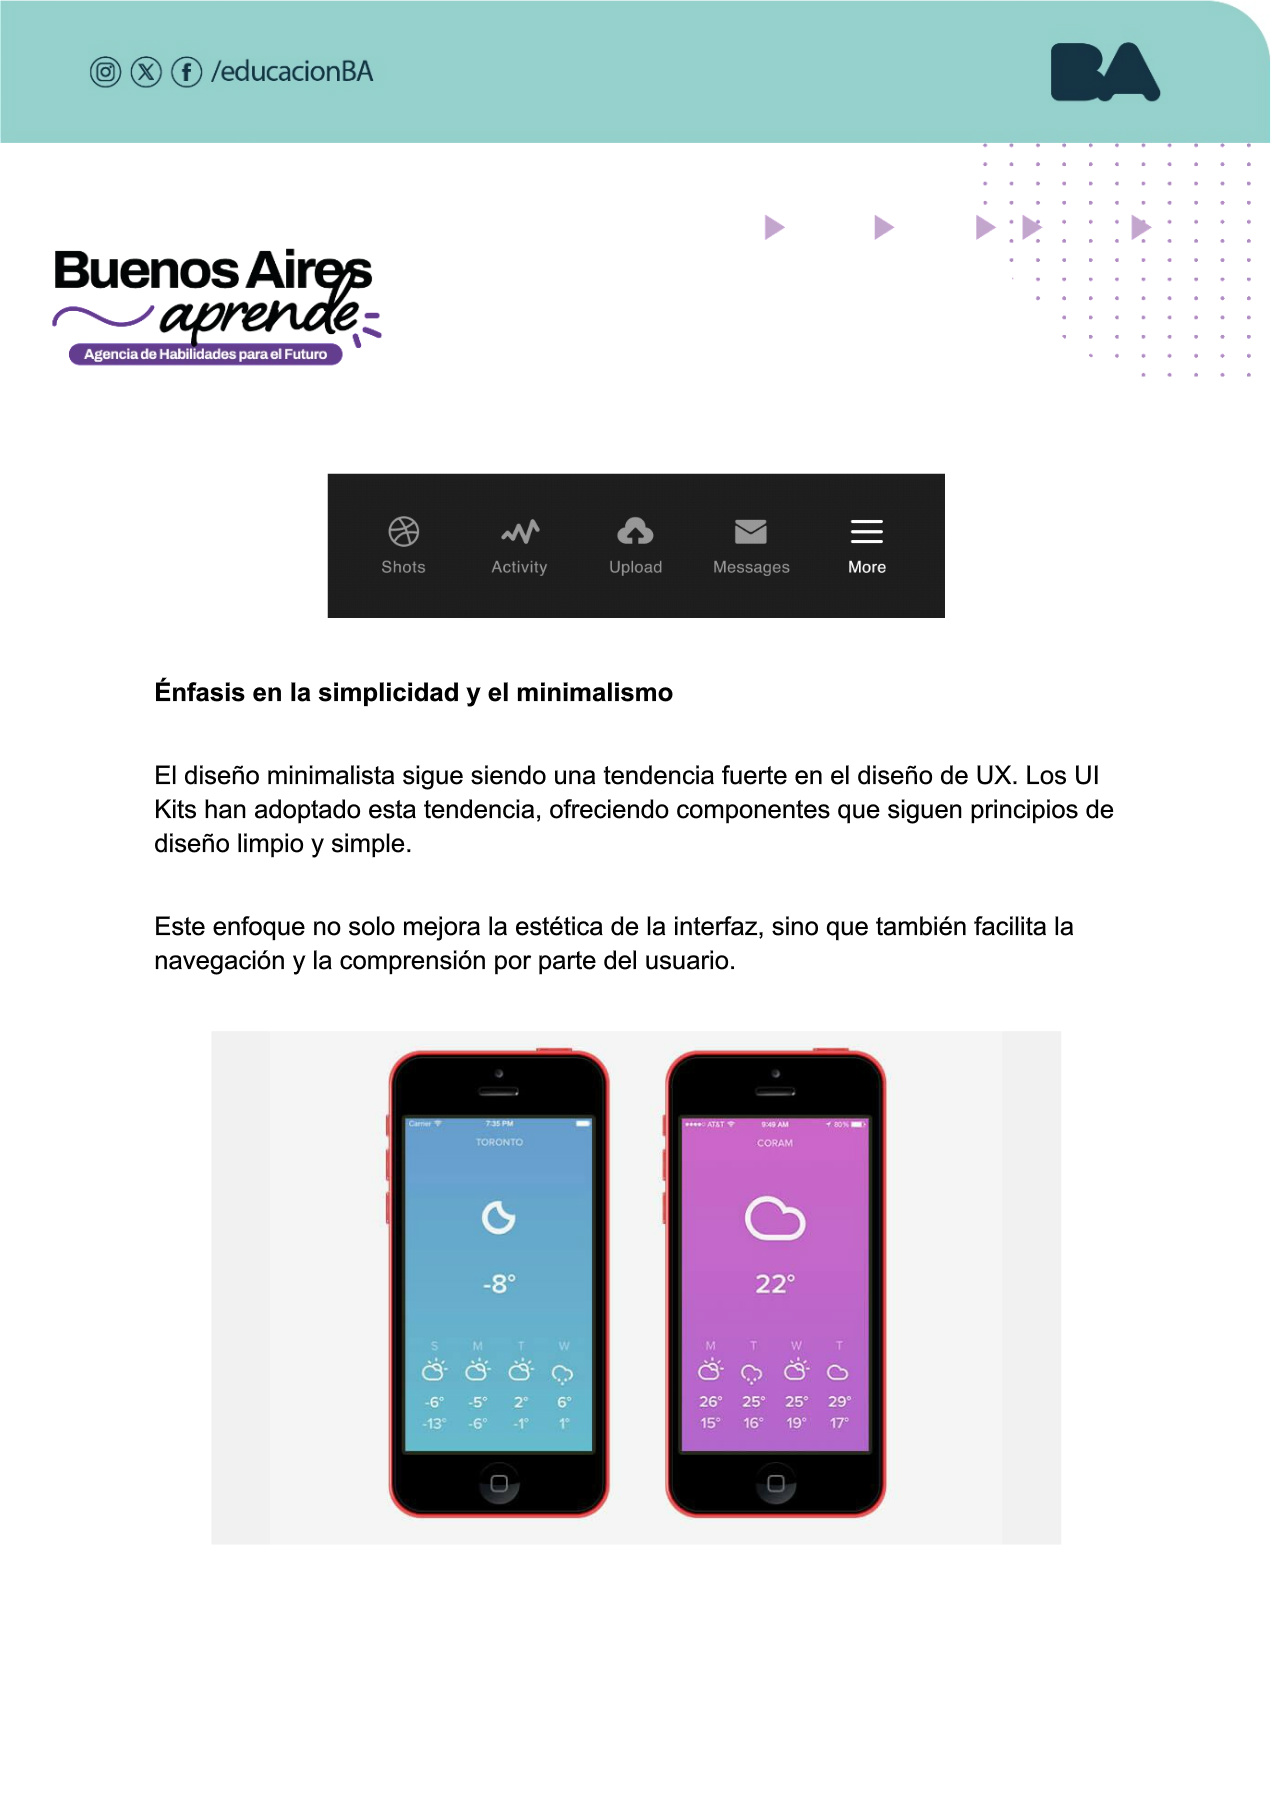 /educacionBA
BA
Buenos Aires
aprende
Agencia de Habilidades para el Futuro
Shots Activity Upload Messages More
Énfasis en la simplicidad y el minimalismo
El diseño minimalista sigue siendo una tendencia fuerte en el diseño de UX. Los UI
Kits han adoptado esta tendencia, ofreciendo componentes que siguen principios de
diseño limpio y simple.
Este enfoque no solo mejora la estética de la interfaz, sino que también facilita la
navegación y la comprensión por parte del usuario.
Carrier 7:35 PM
TORONTO
-8°
S M T W
-6° -5° 2° 6°
-13° -6° -1° 1°
AT&T 9:49 AM 80%
CORAM
22°
M T W T
26° 25° 25° 29°
15° 16° 19° 17°